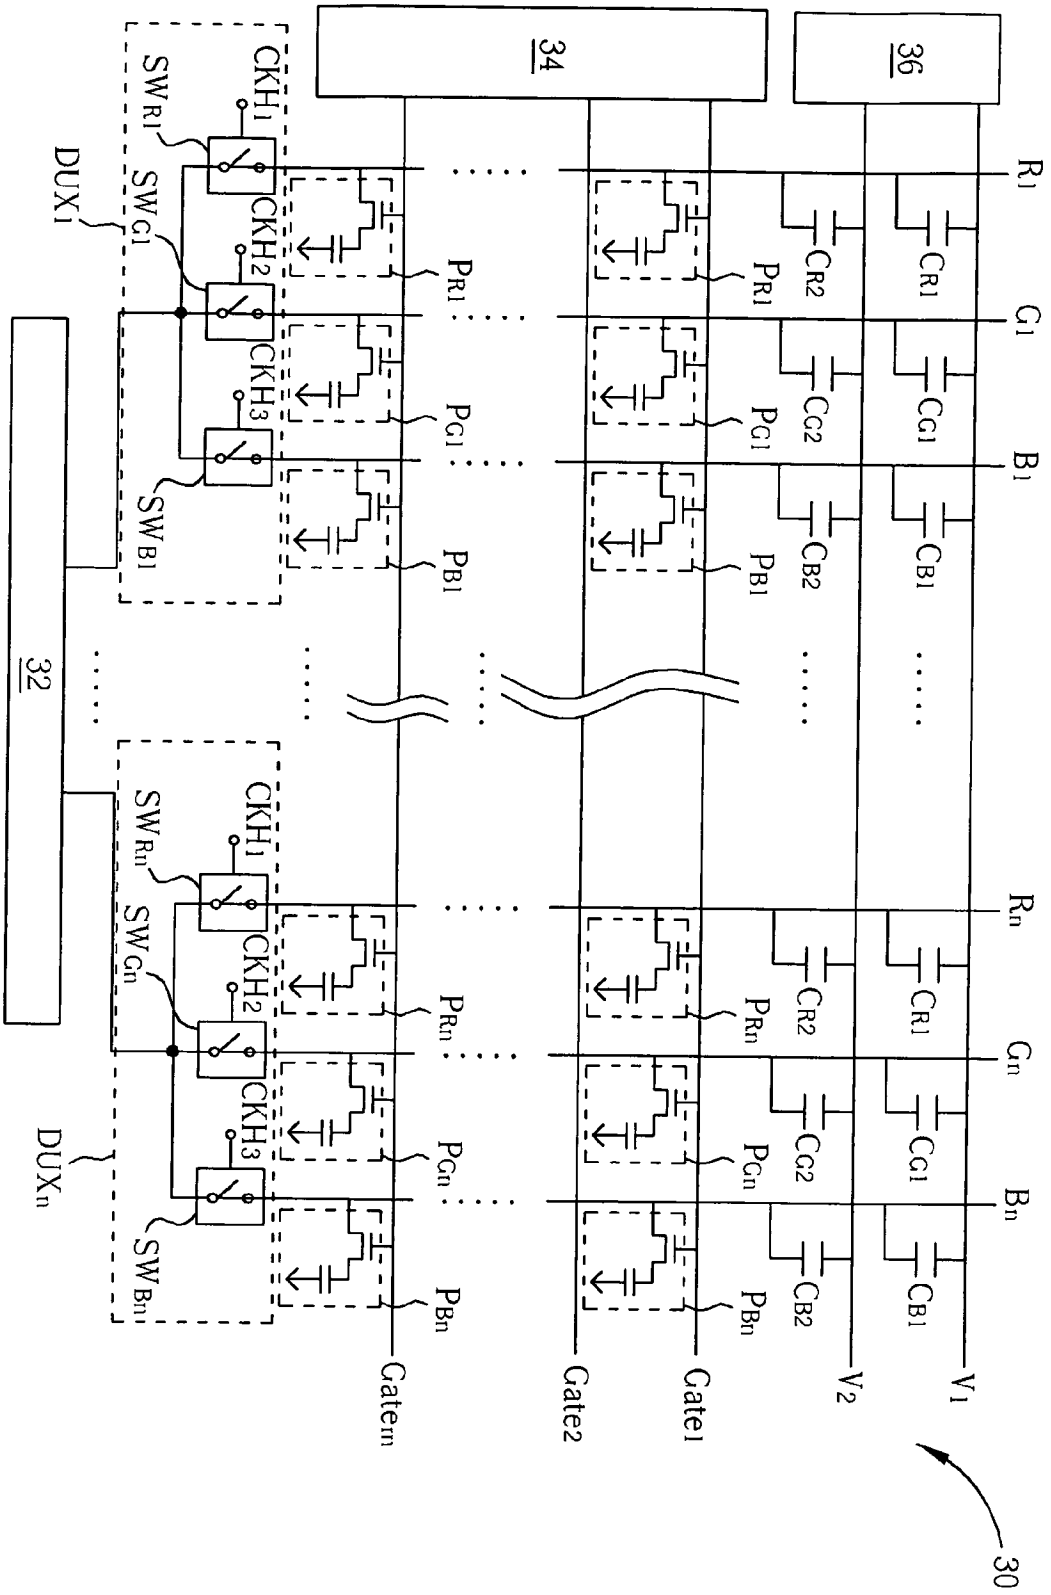 36
34
R1
G1
B1
Rn
Gn
Bn
CR1
CG1
CB1
CR1
CG1
CB1
V1
CR2
CG2
CB2
CR2
CG2
CB2
V2
PR1
PG1
PB1
PRn
PGn
PBn
Gate1
Gate2
PR1
PG1
PB1
PRn
PGn
PBn
Gatem
CKH1
CKH2
CKH3
CKH1
CKH2
CKH3
SWR1
SWG1
SWB1
SWRn
SWGn
SWBn
DUX1
DUXn
32
30